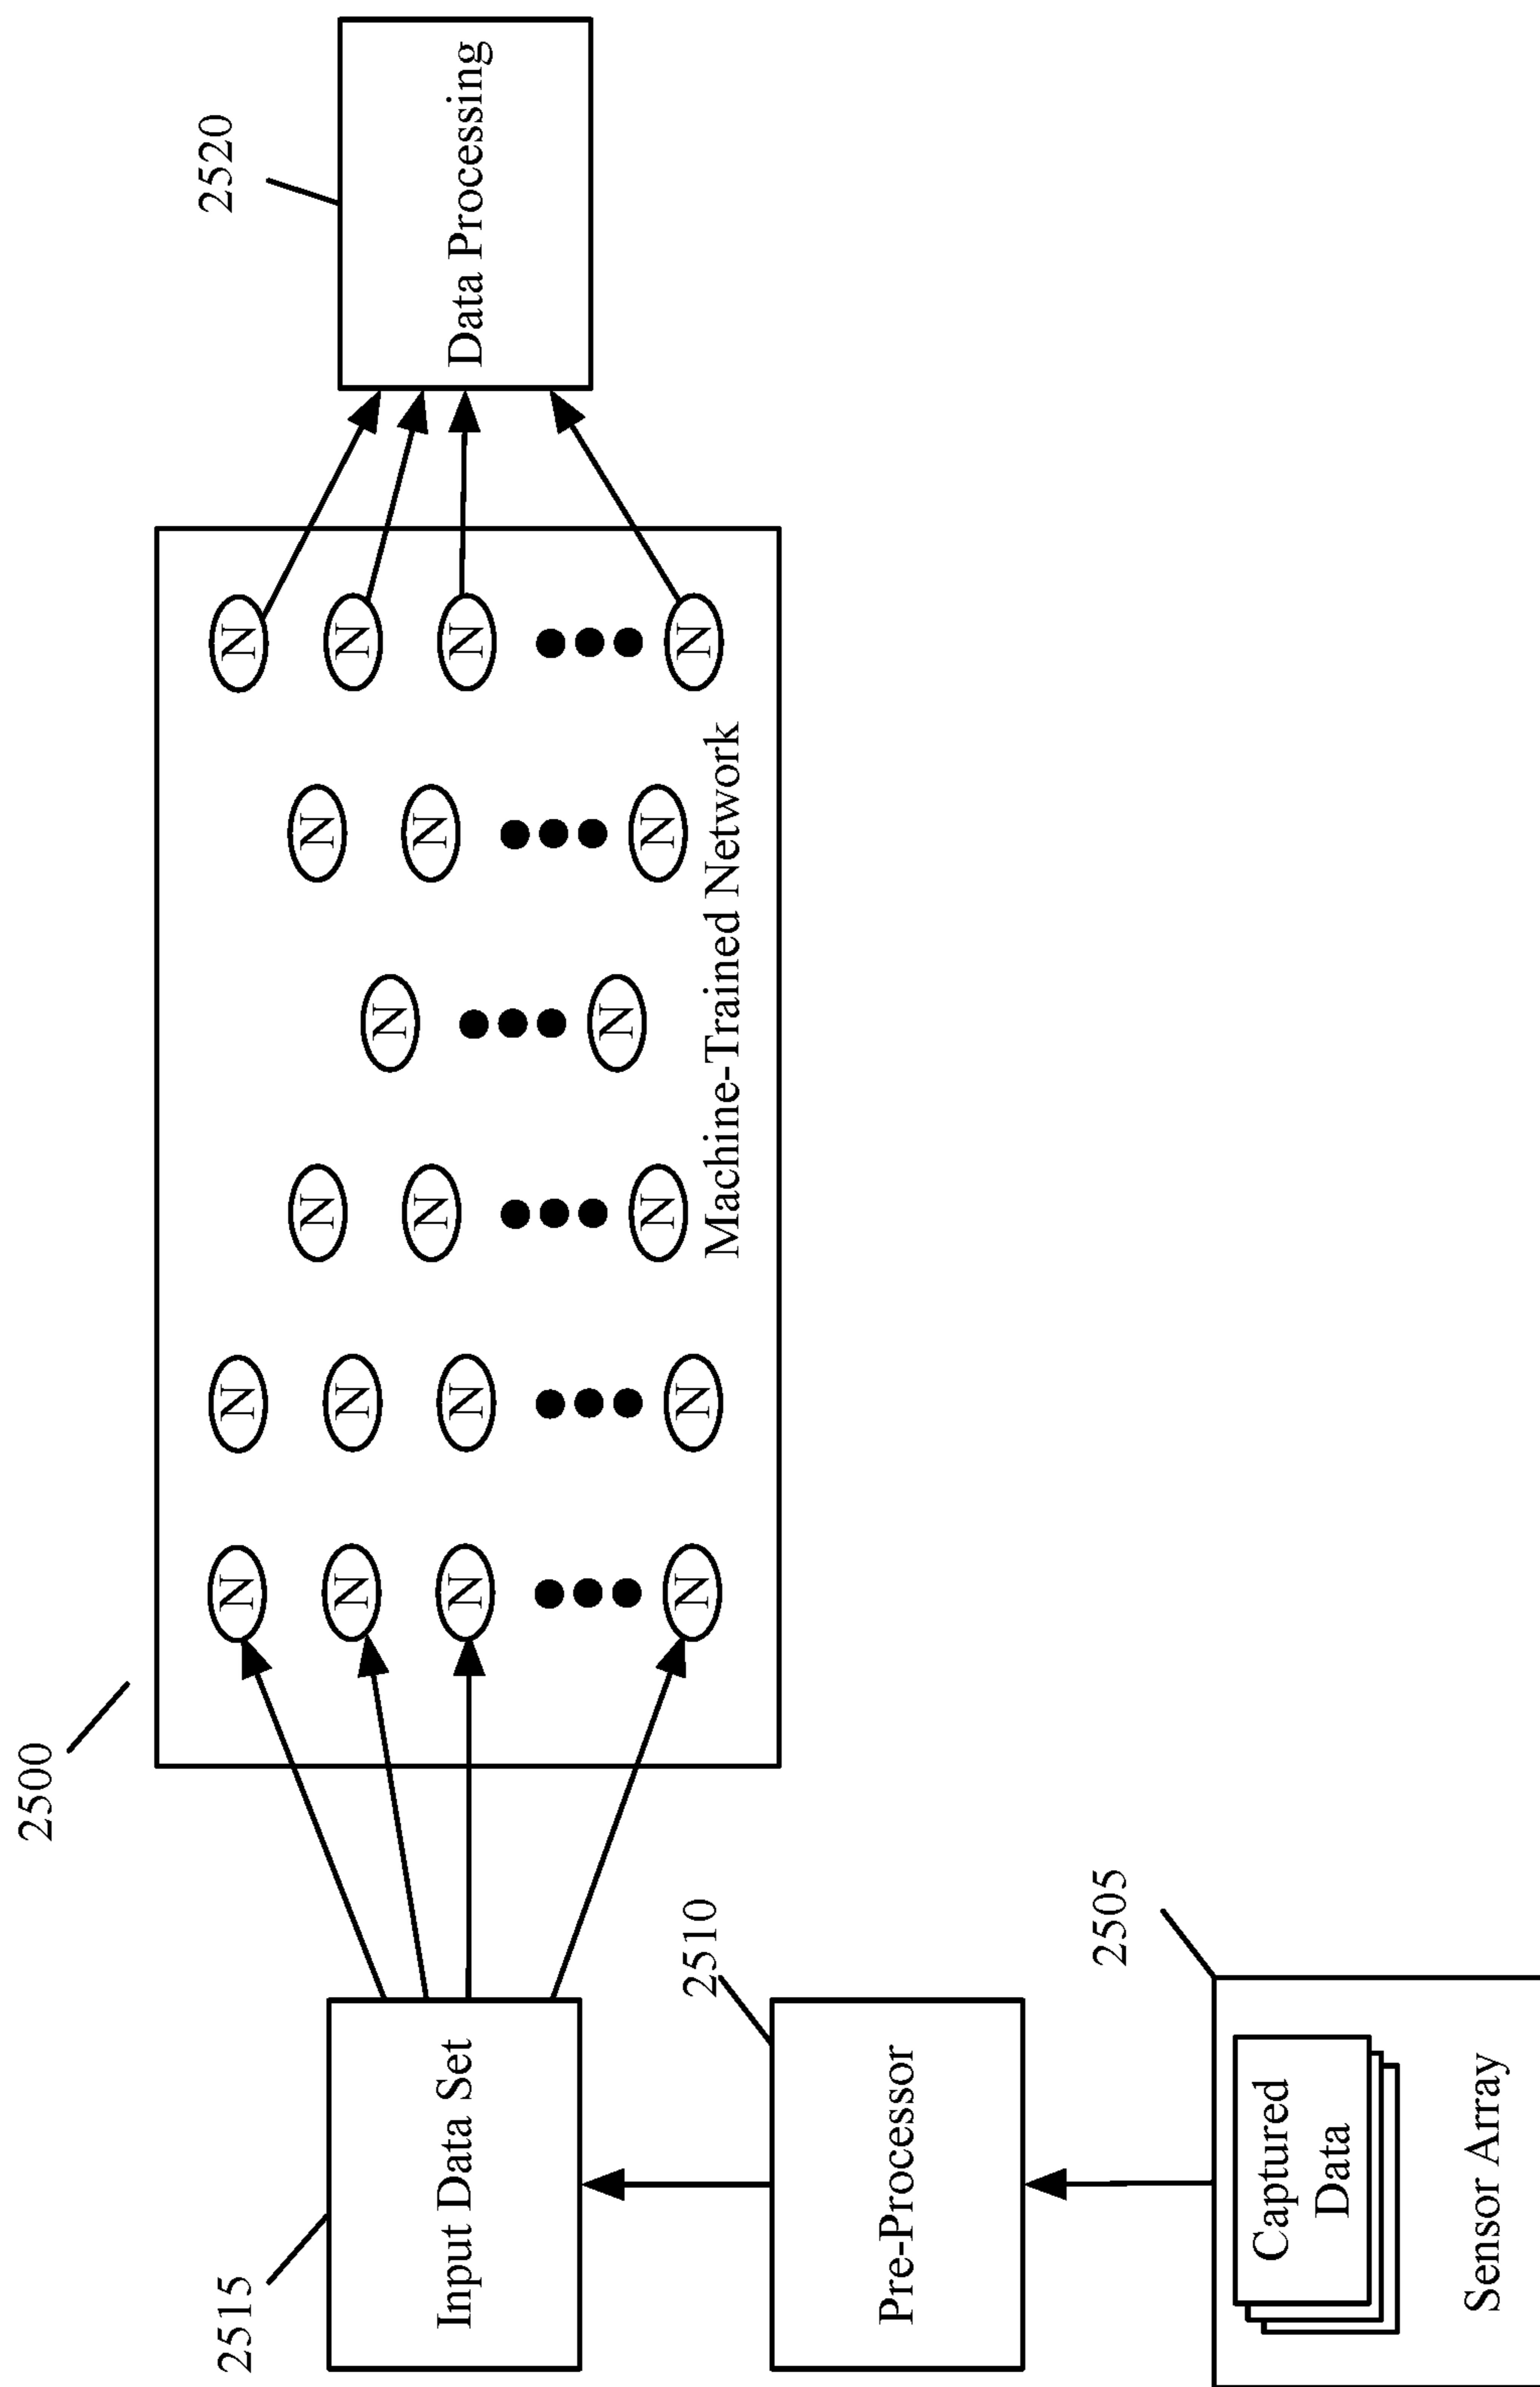 2500
2515
2520
N
N
N
N
N
N
N
N
N
N
N
Input Data Set
N
N
N
Data Processing
N
N
N
N
N
N
Machine-Trained Network
2510
Pre-Processor
2505
Captured
Data
Sensor Array